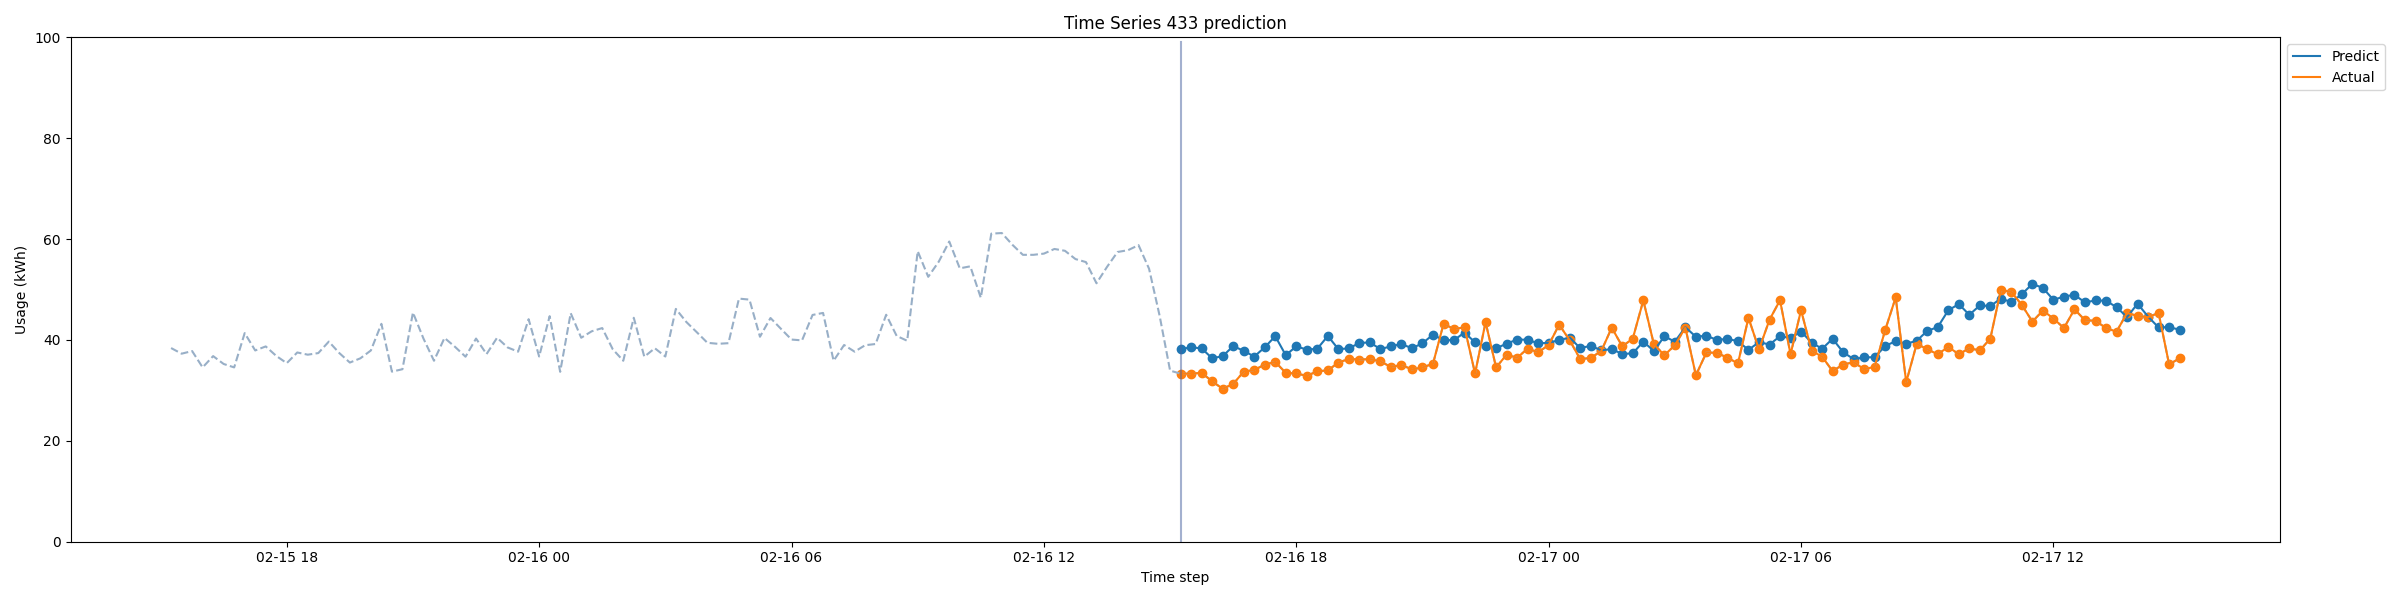 Time Series 433 prediction
Predict
Actual
Usage (kWh)
100
80
60
40
20
0
02-15 18
02-16 00
02-16 06
02-16 12
02-16 18
02-17 00
02-17 06
02-17 12
Time step